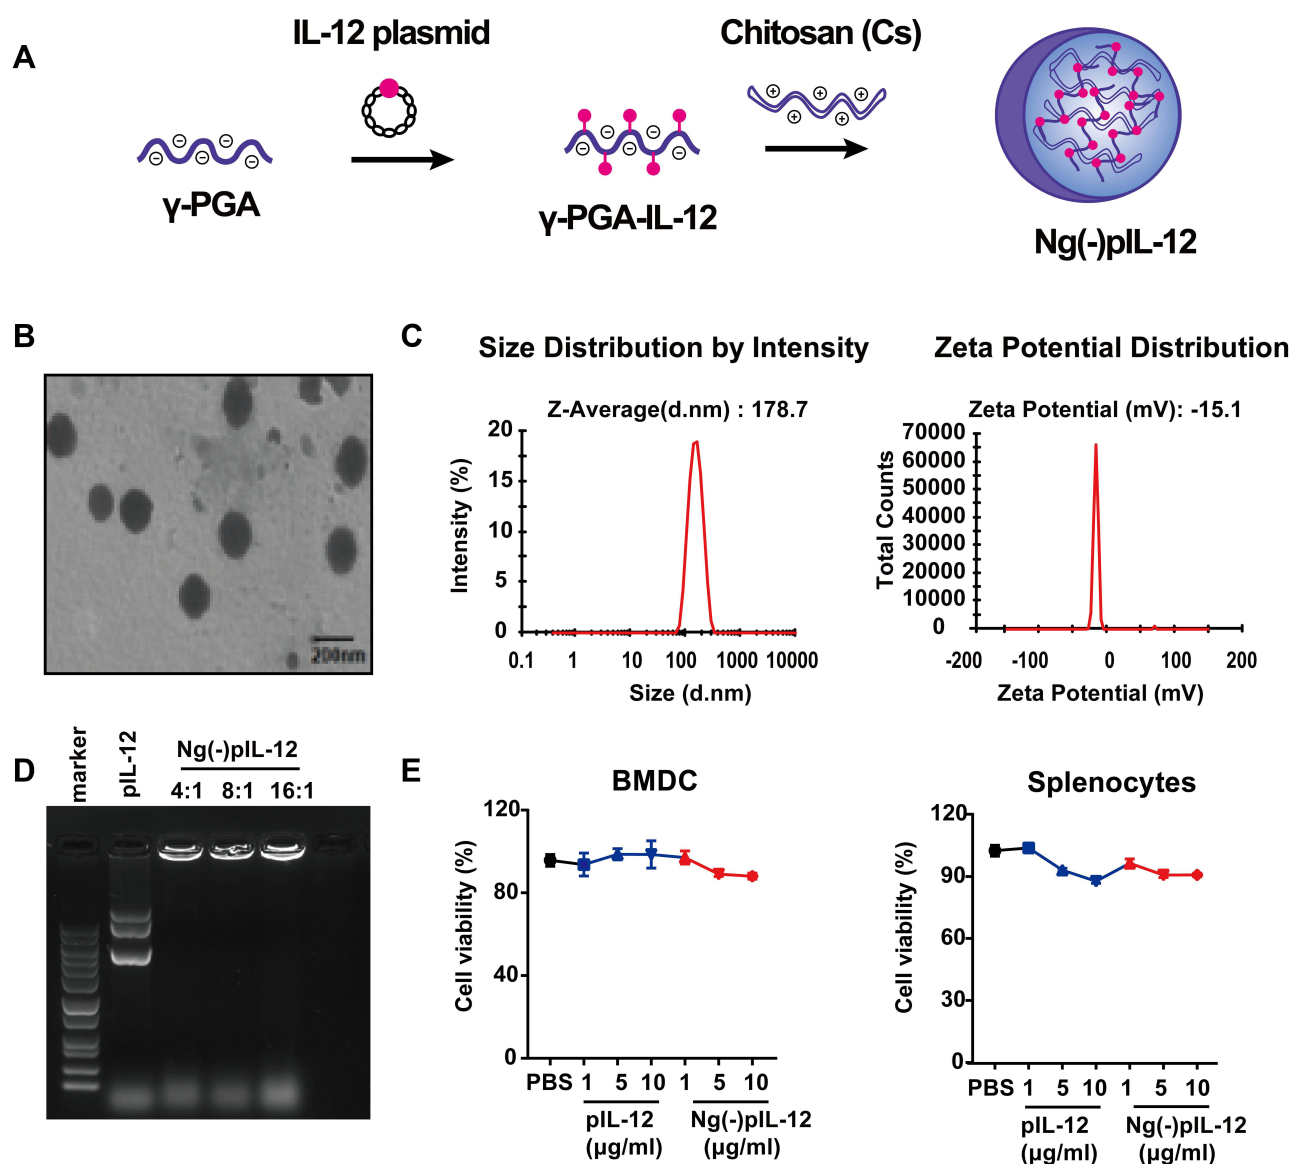 A
IL-12 plasmid
Chitosan (Cs)
γ-PGA
γ-PGA-IL-12
Ng(-)pIL-12
B
200nm
C
Size Distribution by Intensity
Z-Average(d.nm) : 178.7
Intensity (%)
20
15
10
5
0
0.1 1 10 100 1000 10000
Size (d.nm)
Zeta Potential Distribution
Zeta Potential (mV): -15.1
Total Counts
70000
60000
50000
40000
30000
20000
10000
0
-200 -100 0 100 200
Zeta Potential (mV)
D
marker
pIL-12
Ng(-)pIL-12
4:1 8:1 16:1
E
BMDC
Cell viability (%)
120
80
40
0
PBS 1 5 10 1 5 10
pIL-12 Ng(-)pIL-12
(μg/ml) (μg/ml)
Splenocytes
Cell viability (%)
120
90
60
30
0
PBS 1 5 10 1 5 10
pIL-12 Ng(-)pIL-12
(μg/ml) (μg/ml)